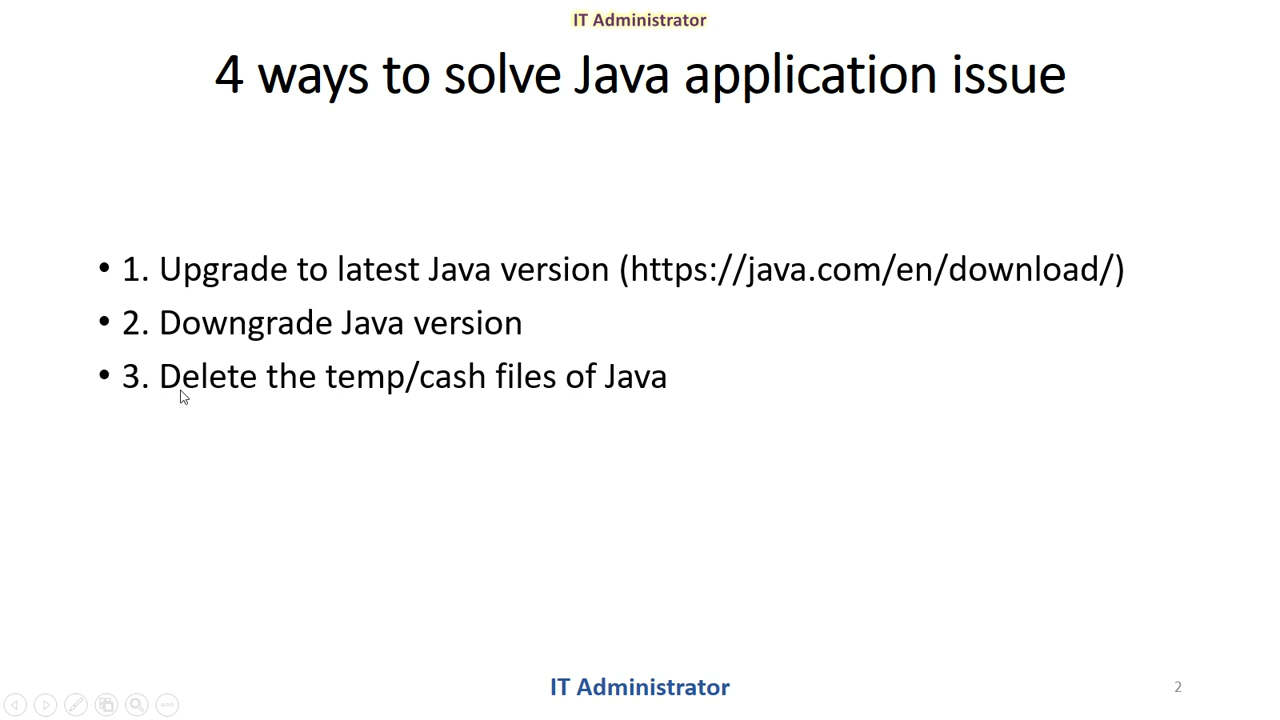 IT Administrator
4 ways to solve Java application issue
• 1. Upgrade to latest Java version (https://java.com/en/download/)
• 2. Downgrade Java version
• 3. Delete the temp/cash files of Java
IT Administrator
2